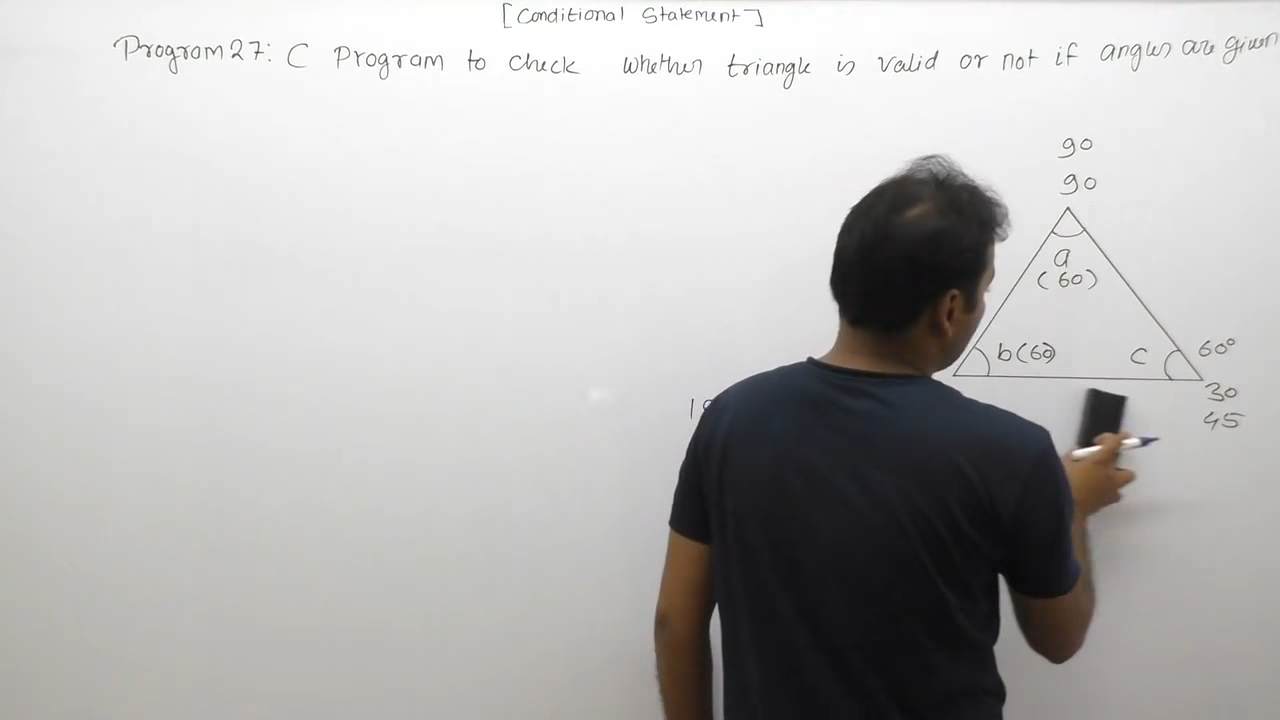 [Conditional Statement]
Program 27: C Program to check whether triangle is valid or not if angles are given
90
90
a
(60)
b(60)
c
60°
30
45